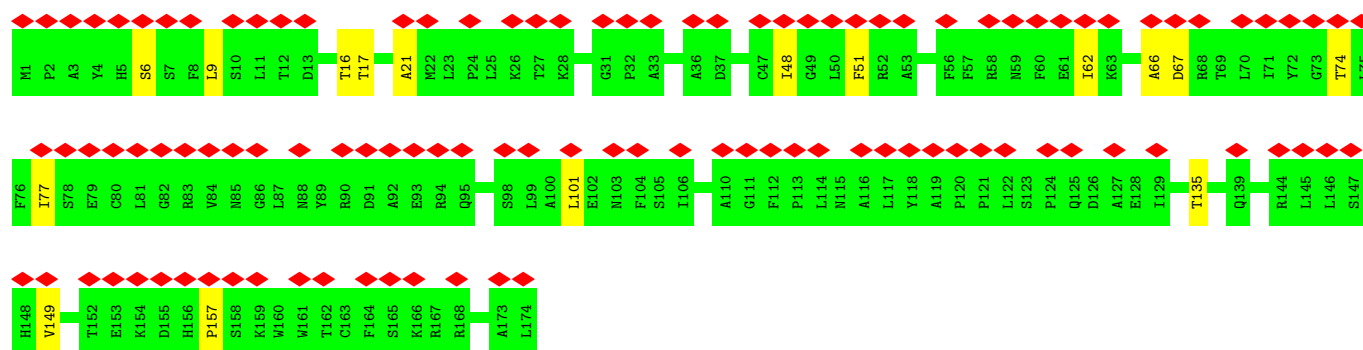 M1 P2 A3 Y4 H5 S6 S7 F8 L9 S10 L11 T12 D13 T16 T17 A21 M22 L23 P24 L25 K26 T27 K28 G31 P32 A33 A36 D37 C47 I48 G49 L50 F51 R52 A53 F56 F57 R58 N59 F60 E61 I62 K63 A66 D67 R68 T69 L70 I71 Y72 G73 T74
F76 I77 S78 E79 C80 L81 G82 R83 V84 N85 G86 L87 N88 Y89 R90 D91 A92 E93 R94 Q95 S98 L99 A100 L101 E102 N103 F104 S105 I106 A110 G111 F112 P113 L114 N115 A116 L117 Y118 A119 P120 P121 L122 S123 P124 Q125 D126 A127 E128 I129 T135 Q139 R144 L145 L146 S147
H148 V149 T152 E153 K154 D155 H156 P157 S158 K159 W160 W161 T162 C163 F164 S165 K166 R167 R168 A173 L174